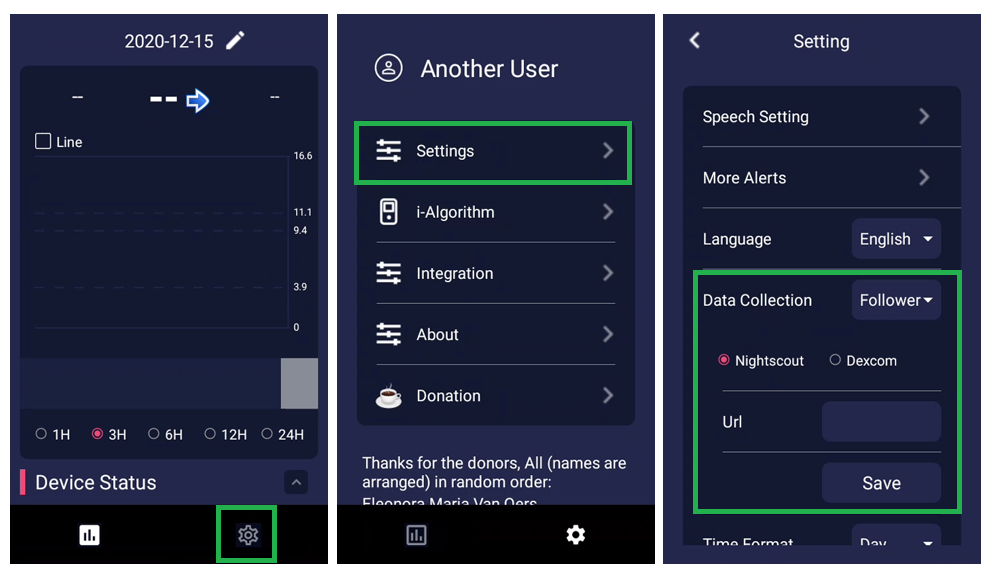 2020-12-15
-- -- --
Line
16.6
11.1
9.4
3.9
0
1H 3H 6H 12H 24H
Device Status
Another User
Settings
i-Algorithm
Integration
About
Donation
Thanks for the donors, All (names are
arranged) in random order:
Eleonora Maria Van Oers
Setting
Speech Setting
More Alerts
Language English
Data Collection Follower
Nightscout Dexcom
Url
Save
Time Format Day